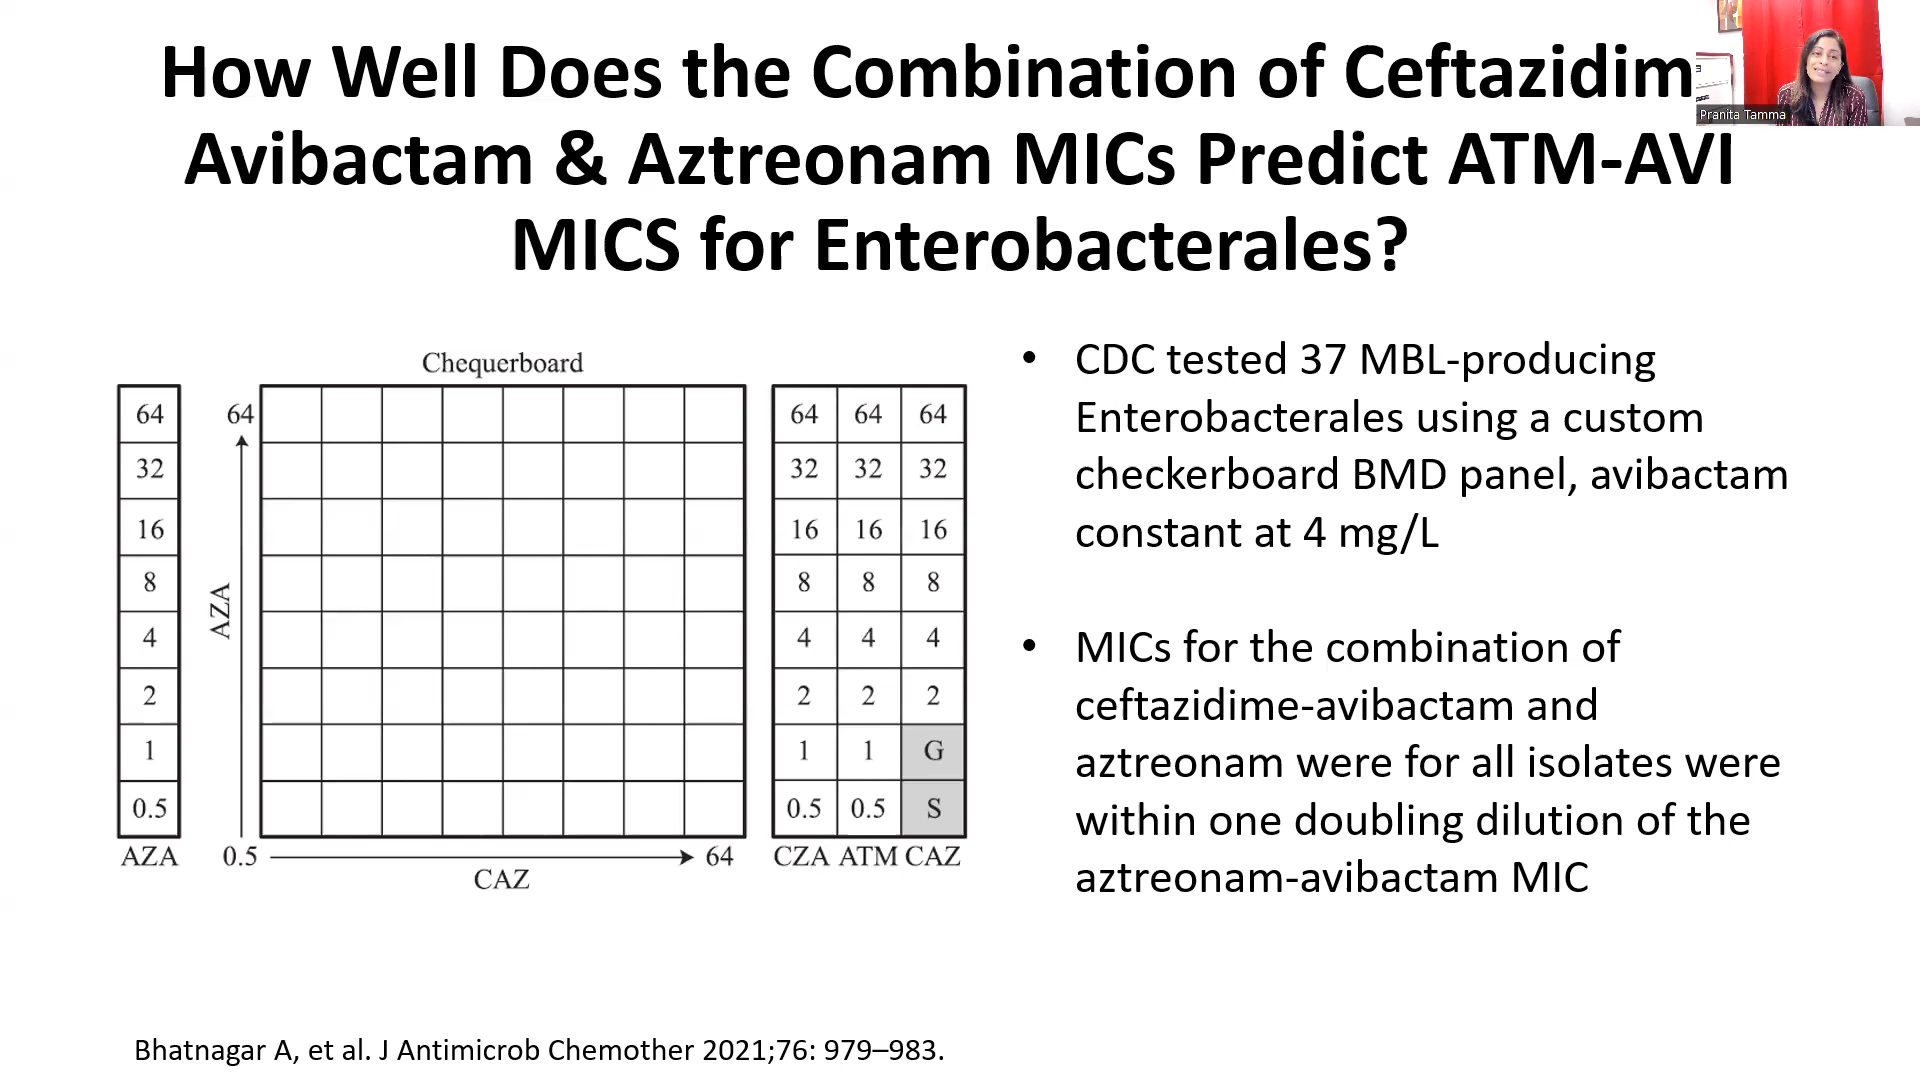 How Well Does the Combination of Ceftazidim
Avibactam & Aztreonam MICs Predict ATM-AVI
MICS for Enterobacterales?
Pranita Tamma
Chequerboard
64
32
16
8
4
2
1
0.5
AZA
64
AZA
0.5
64
CAZ
64 64 64
32 32 32
16 16 16
8 8 8
4 4 4
2 2 2
1 1 G
0.5 0.5 S
CZA ATM CAZ
• CDC tested 37 MBL-producing
Enterobacterales using a custom
checkerboard BMD panel, avibactam
constant at 4 mg/L
• MICs for the combination of
ceftazidime-avibactam and
aztreonam were for all isolates were
within one doubling dilution of the
aztreonam-avibactam MIC
Bhatnagar A, et al. J Antimicrob Chemother 2021;76: 979–983.